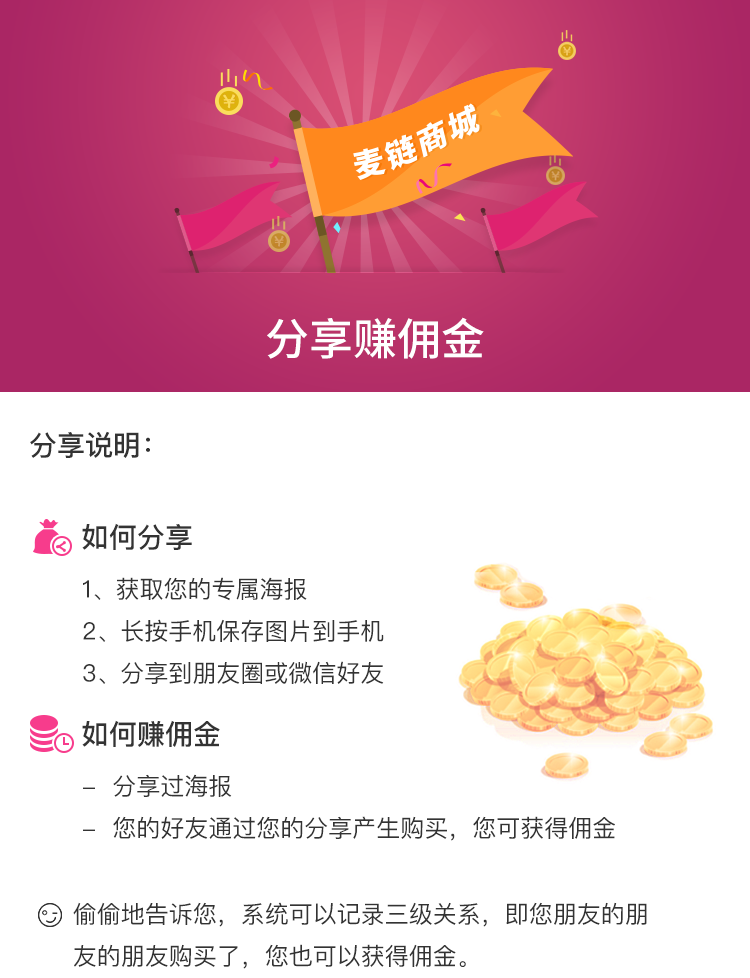 麦链商城
分享赚佣金
分享说明：
如何分享
1、获取您的专属海报
2、长按手机保存图片到手机
3、分享到朋友圈或微信好友
如何赚佣金
– 分享过海报
– 您的好友通过您的分享产生购买，您可获得佣金
偷偷地告诉您，系统可以记录三级关系，即您朋友的朋
友的朋友购买了，您也可以获得佣金。